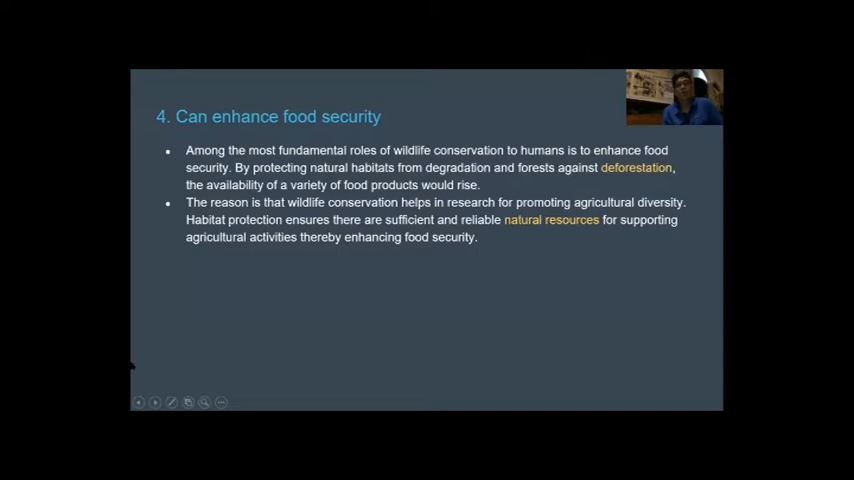 4. Can enhance food security
● Among the most fundamental roles of wildlife conservation to humans is to enhance food
security. By protecting natural habitats from degradation and forests against deforestation,
the availability of a variety of food products would rise.
● The reason is that wildlife conservation helps in research for promoting agricultural diversity.
Habitat protection ensures there are sufficient and reliable natural resources for supporting
agricultural activities thereby enhancing food security.